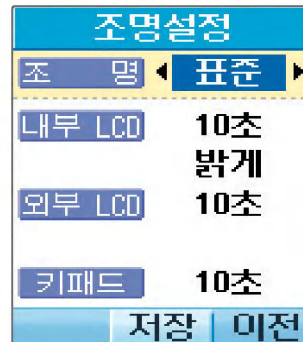 조명설정
조 명 표준
내부 LCD 10초
밝게
외부 LCD 10초
키패드 10초
저장 이전